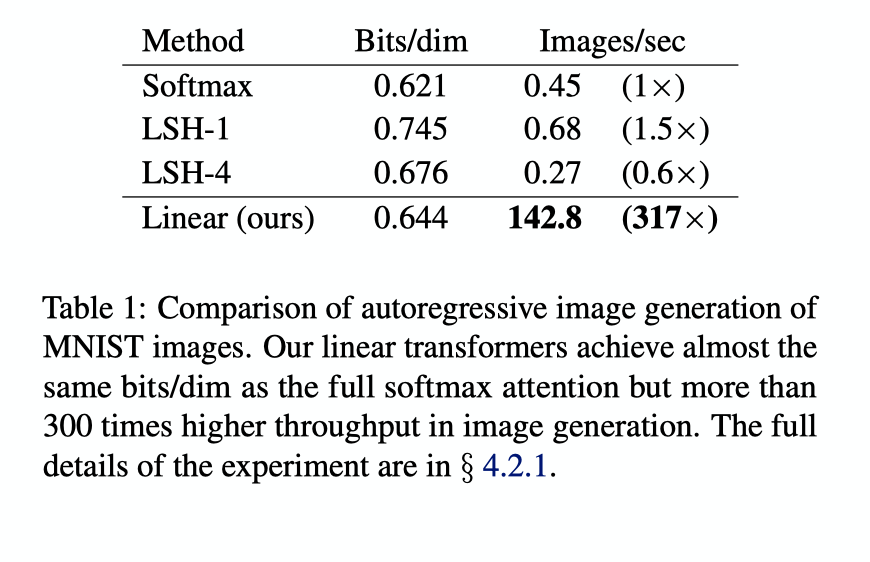 Method Bits/dim Images/sec
Softmax 0.621 0.45 (1×)
LSH-1 0.745 0.68 (1.5×)
LSH-4 0.676 0.27 (0.6×)
Linear (ours) 0.644 142.8 (317×)
Table 1: Comparison of autoregressive image generation of
MNIST images. Our linear transformers achieve almost the
same bits/dim as the full softmax attention but more than
300 times higher throughput in image generation. The full
details of the experiment are in § 4.2.1.